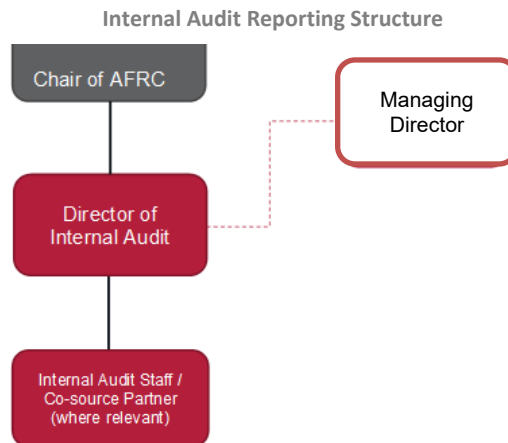 Internal Audit Reporting Structure
Chair of AFRC
Managing
Director
Director of
Internal Audit
Internal Audit Staff /
Co-source Partner
(where relevant)